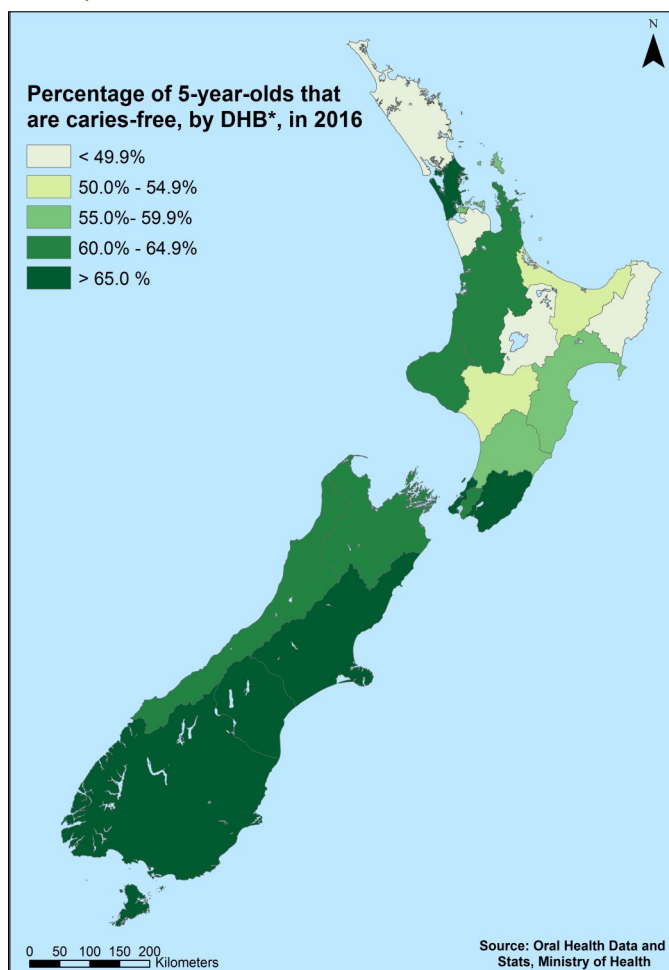 N
Percentage of 5-year-olds that
are caries-free, by DHB*, in 2016
< 49.9%
50.0% - 54.9%
55.0%- 59.9%
60.0% - 64.9%
> 65.0 %
0 50 100 150 200
Kilometers
Source: Oral Health Data and
Stats, Ministry of Health